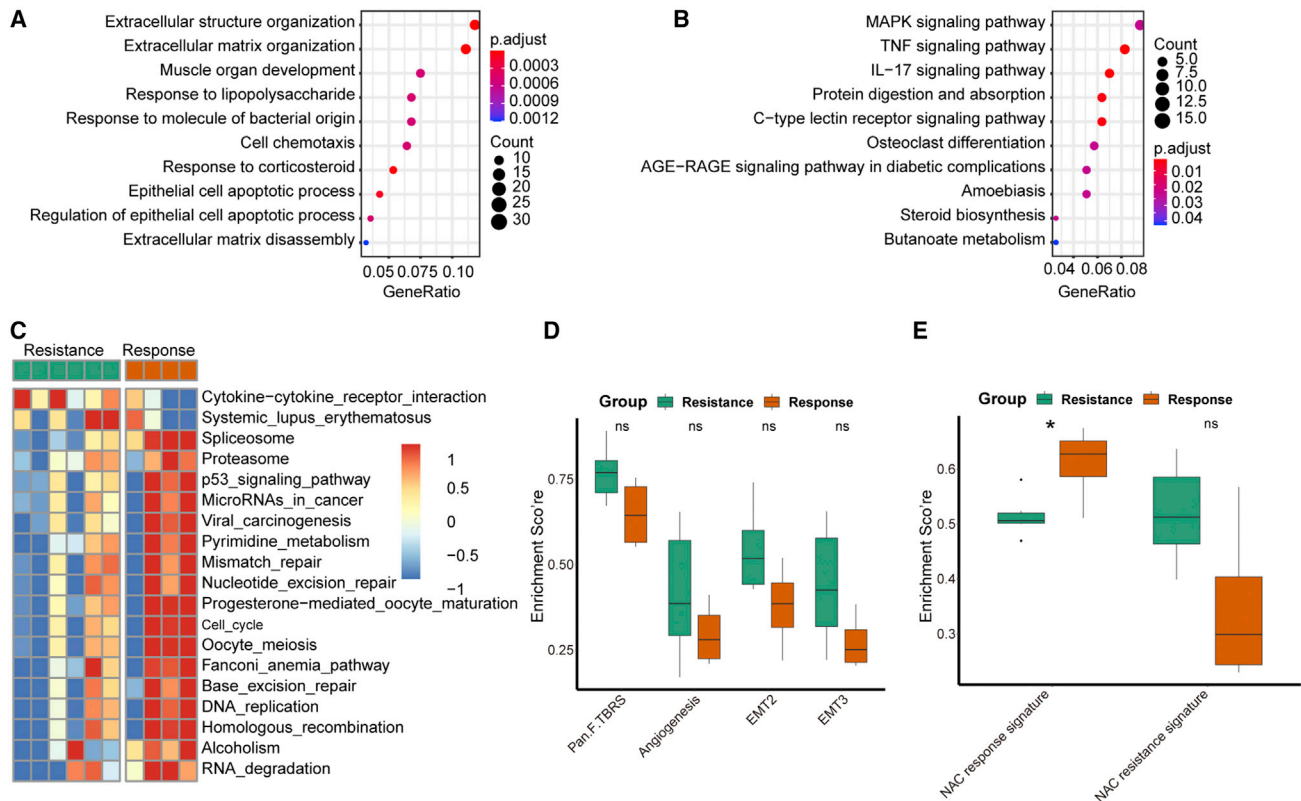 A
Extracellular structure organization
Extracellular matrix organization
Muscle organ development
Response to lipopolysaccharide
Response to molecule of bacterial origin
Cell chemotaxis
Response to corticosteroid
Epithelial cell apoptotic process
Regulation of epithelial cell apoptotic process
Extracellular matrix disassembly
0.05 0.075 0.10
GeneRatio
p.adjust
0.0003
0.0006
0.0009
0.0012
Count
10
15
20
25
30
B
MAPK signaling pathway
TNF signaling pathway
IL−17 signaling pathway
Protein digestion and absorption
C−type lectin receptor signaling pathway
Osteoclast differentiation
AGE−RAGE signaling pathway in diabetic complications
Amoebiasis
Steroid biosynthesis
Butanoate metabolism
0.04 0.06 0.08
GeneRatio
Count
5.0
7.5
10.0
12.5
15.0
p.adjust
0.01
0.02
0.03
0.04
C
Resistance Response
Cytokine−cytokine_receptor_interaction
Systemic_lupus_erythematosus
Spliceosome
Proteasome
p53_signaling_pathway
MicroRNAs_in_cancer
Viral_carcinogenesis
Pyrimidine_metabolism
Mismatch_repair
Nucleotide_excision_repair
Progesterone−mediated_oocyte_maturation
Cell_cycle
Oocyte_meiosis
Fanconi_anemia_pathway
Base_excision_repair
DNA_replication
Homologous_recombination
Alcoholism
RNA_degradation
1
0.5
0
−0.5
−1
D
Group Resistance Response
ns ns ns ns
Enrichment Sco're
0.75
0.50
0.25
Pan.F.TBRS
Angiogenesis
EMT2
EMT3
E
Group Resistance Response
* ns
Enrichment Sco're
0.6
0.5
0.4
0.3
NAC response signature
NAC resistance signature